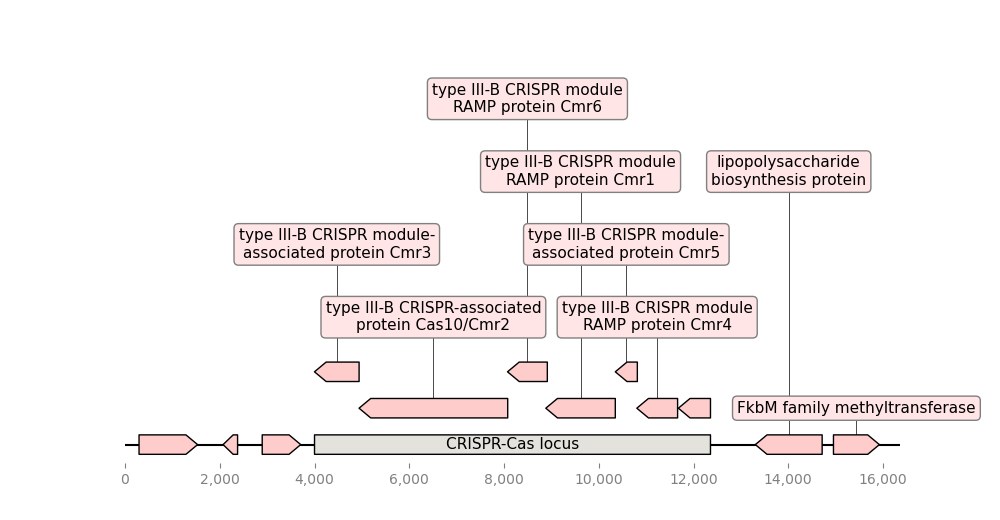 type III-B CRISPR module
RAMP protein Cmr6
type III-B CRISPR module
RAMP protein Cmr1
lipopolysaccharide
biosynthesis protein
type III-B CRISPR module-
associated protein Cmr3
type III-B CRISPR module-
associated protein Cmr5
type III-B CRISPR-associated
protein Cas10/Cmr2
type III-B CRISPR module
RAMP protein Cmr4
FkbM family methyltransferase
CRISPR-Cas locus
0 2,000 4,000 6,000 8,000 10,000 12,000 14,000 16,000